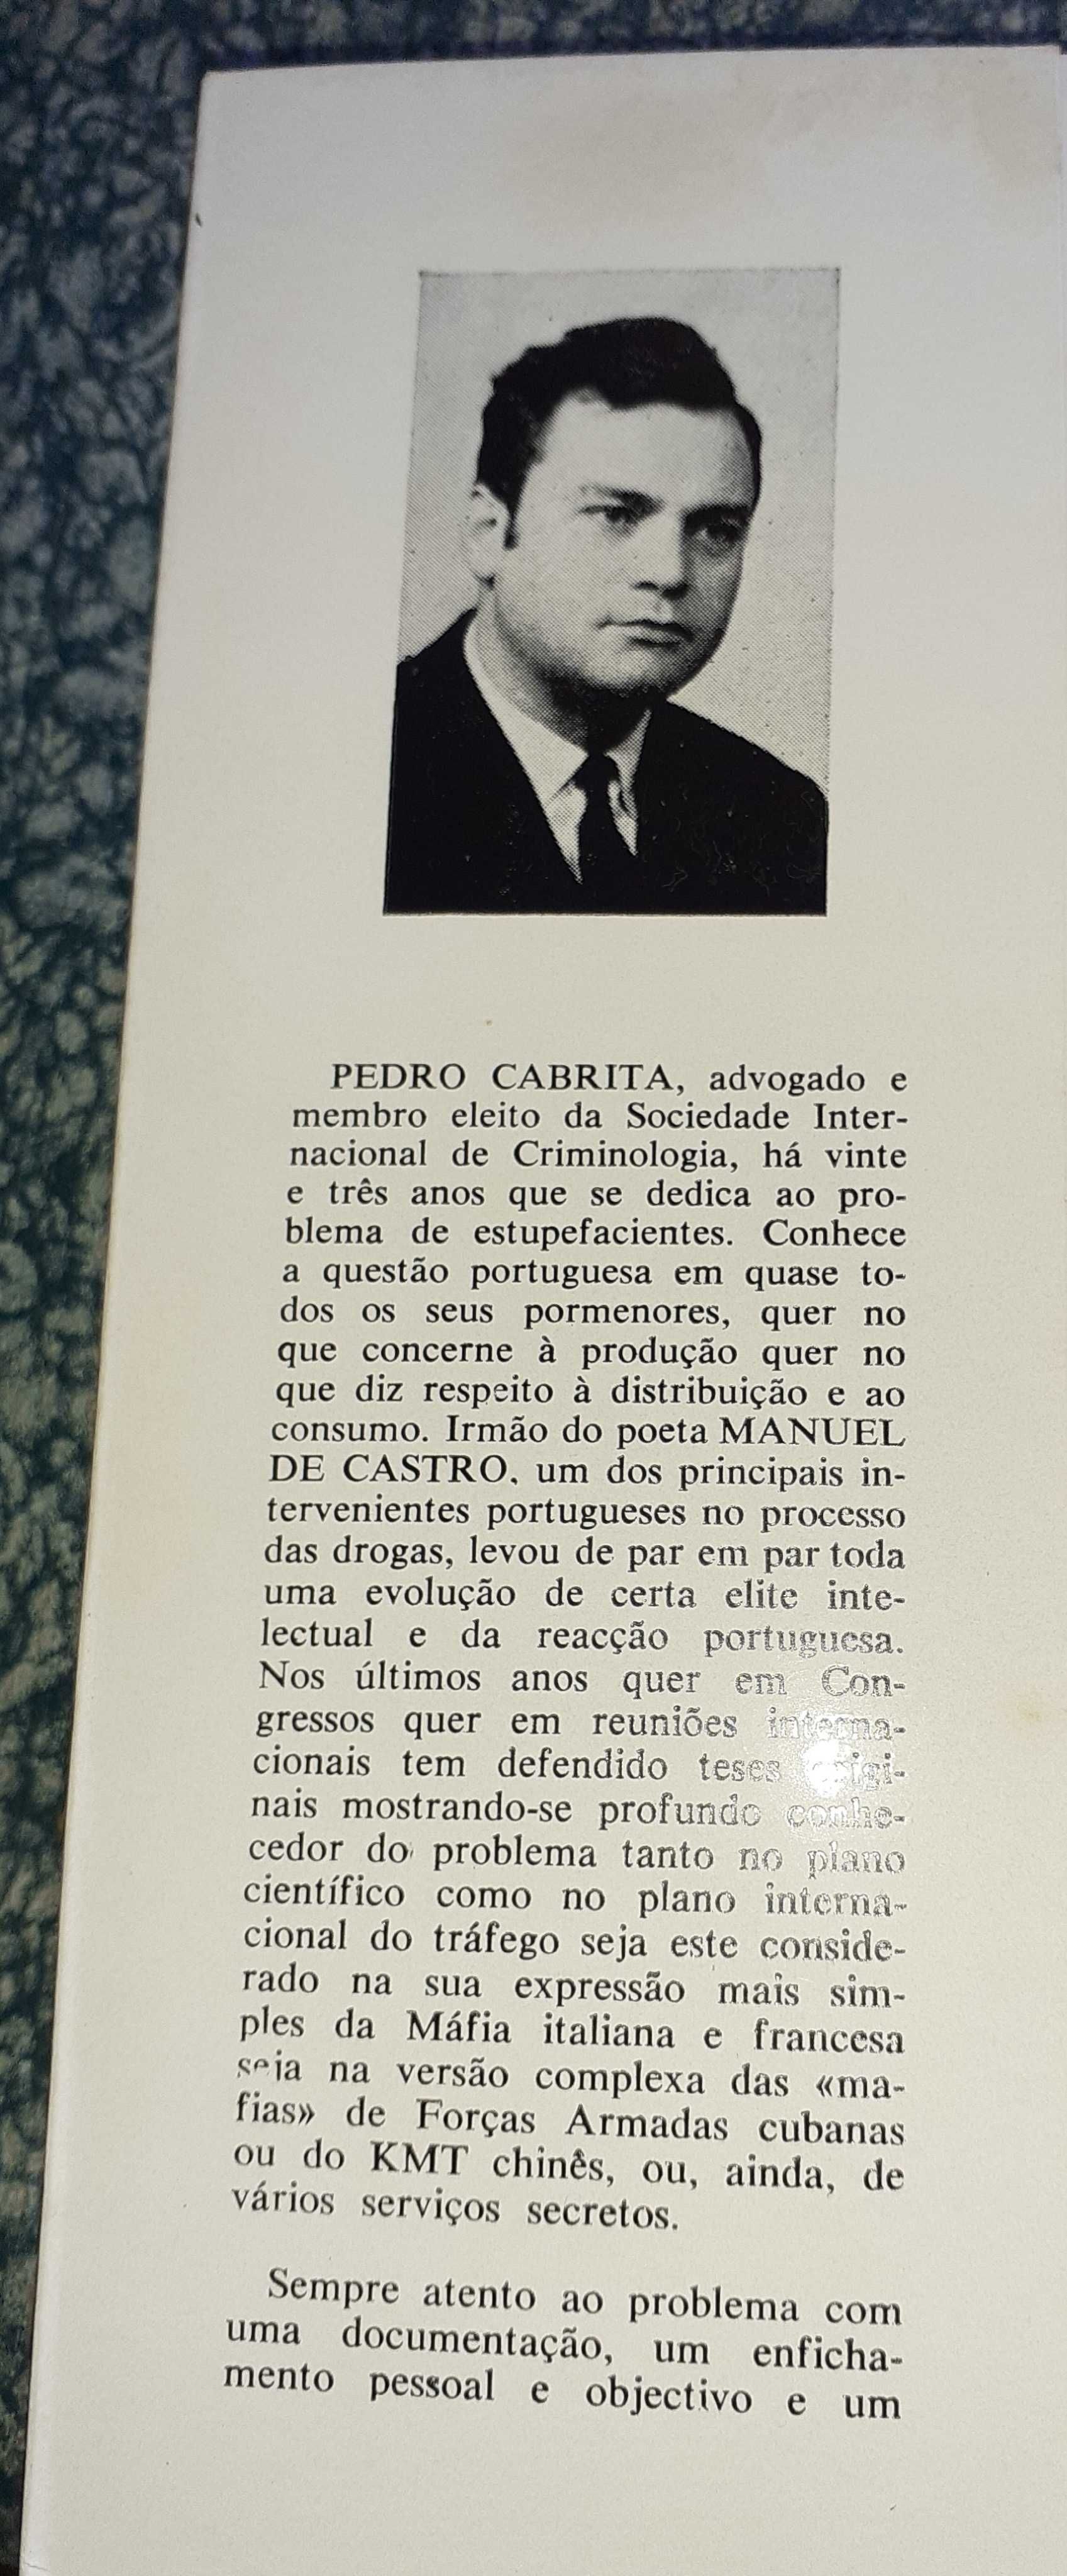 PEDRO CABRITA, advogado e
membro eleito da Sociedade Inter-
nacional de Criminologia, há vinte
e três anos que se dedica ao pro-
blema de estupefacientes. Conhece
a questão portuguesa em quase to-
dos os seus pormenores, quer no
que concerne à produção quer no
que diz respeito à distribuição e ao
consumo. Irmão do poeta MANUEL
DE CASTRO, um dos principais in-
tervenientes portugueses no processo
das drogas, levou de par em par toda
uma evolução de certa elite inte-
lectual e da reacção portuguesa.
Nos últimos anos quer em Con-
gressos quer em reuniões interna-
cionais tem defendido teses origi-
nais mostrando-se profundo conhe-
cedor do problema tanto no plano
científico como no plano interna-
cional do tráfego seja este conside-
rado na sua expressão mais sim-
ples da Máfia italiana e francesa
seja na versão complexa das «ma-
fias» de Forças Armadas cubanas
ou do KMT chinês, ou, ainda, de
vários serviços secretos.
Sempre atento ao problema com
uma documentação, um enficha-
mento pessoal e objectivo e um